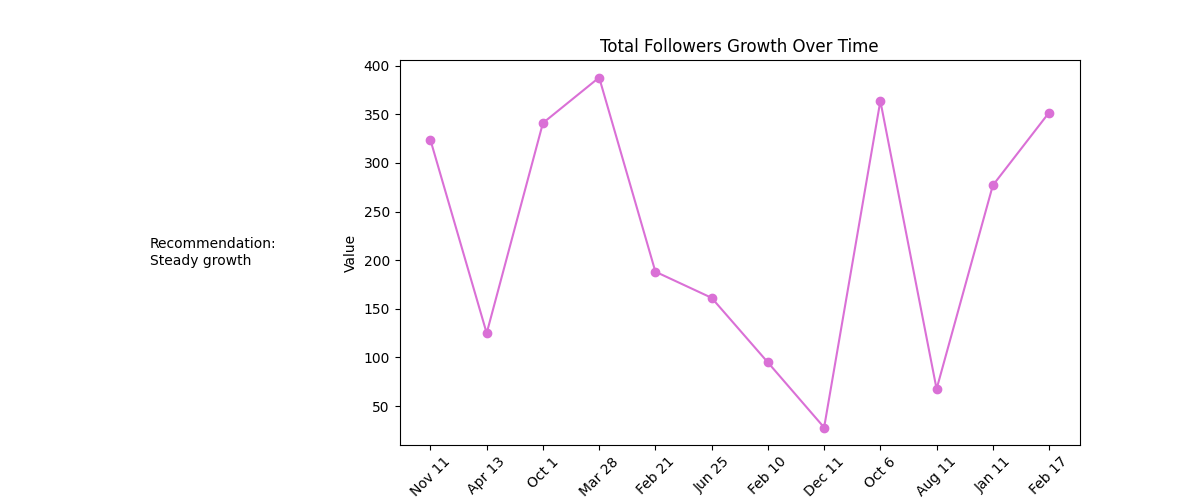 Total Followers Growth Over Time
Recommendation:
Steady growth
Value
400
350
300
250
200
150
100
50
Nov 11
Apr 13
Oct 1
Mar 28
Feb 21
Jun 25
Feb 10
Dec 11
Oct 6
Aug 11
Jan 11
Feb 17